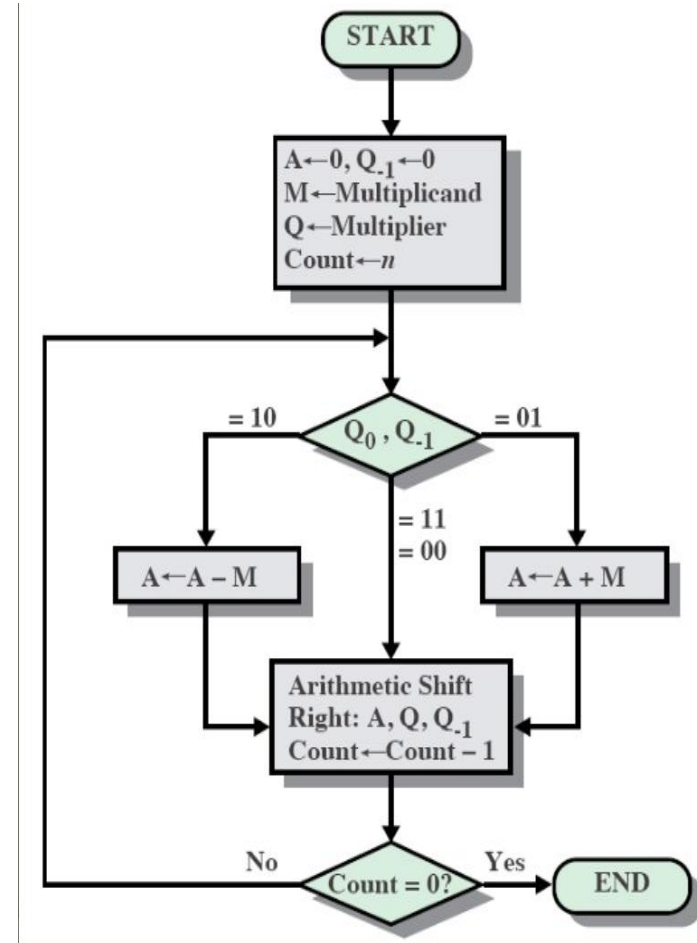 START
A←0, Q₋₁←0
M←Multiplicand
Q←Multiplier
Count←n
= 10
Q₀ , Q₋₁
= 01
= 11
= 00
A←A – M
A←A + M
Arithmetic Shift
Right: A, Q, Q₋₁
Count←Count – 1
No
Count = 0?
Yes
END